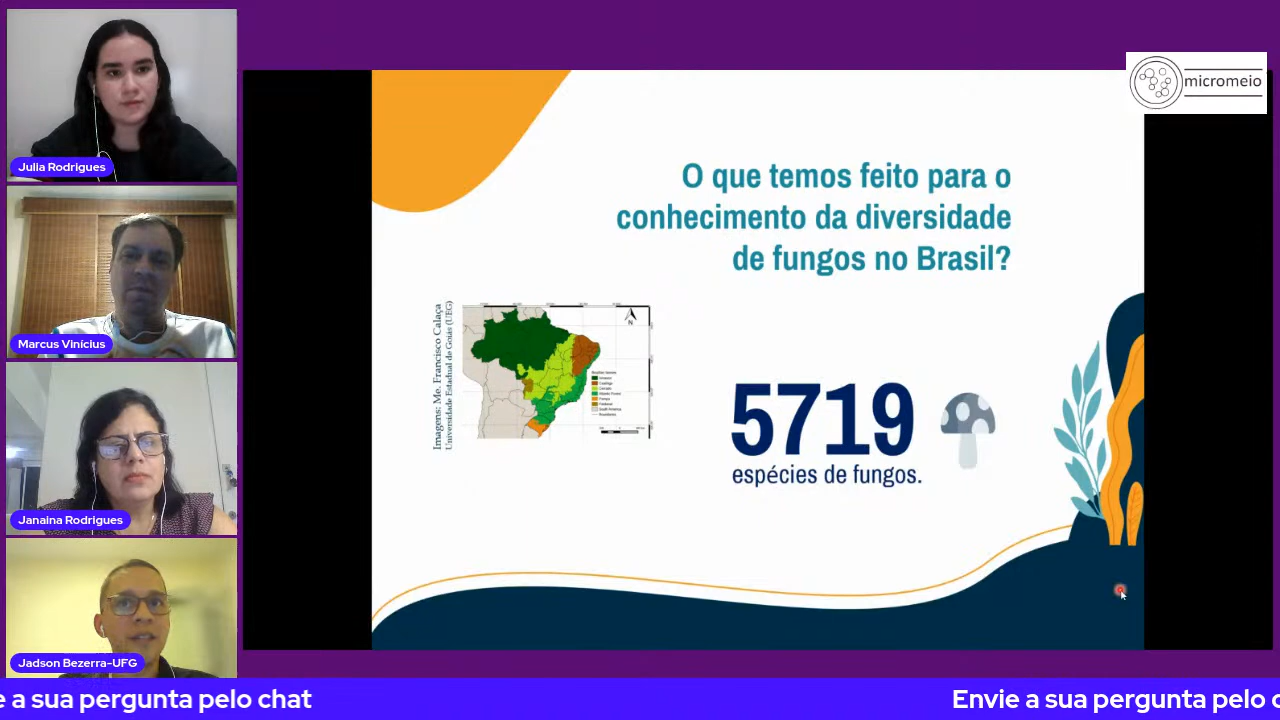 Julia Rodrigues
Marcus Vinícius
Janaina Rodrigues
Jadson Bezerra-UFG
micromeio
O que temos feito para o
conhecimento da diversidade
de fungos no Brasil?
Imagens: Me. Francisco Calaça
Universidade Estadual de Goiás (UEG)
N
5719
espécies de fungos.
e a sua pergunta pelo chat
Envie a sua pergunta pelo c